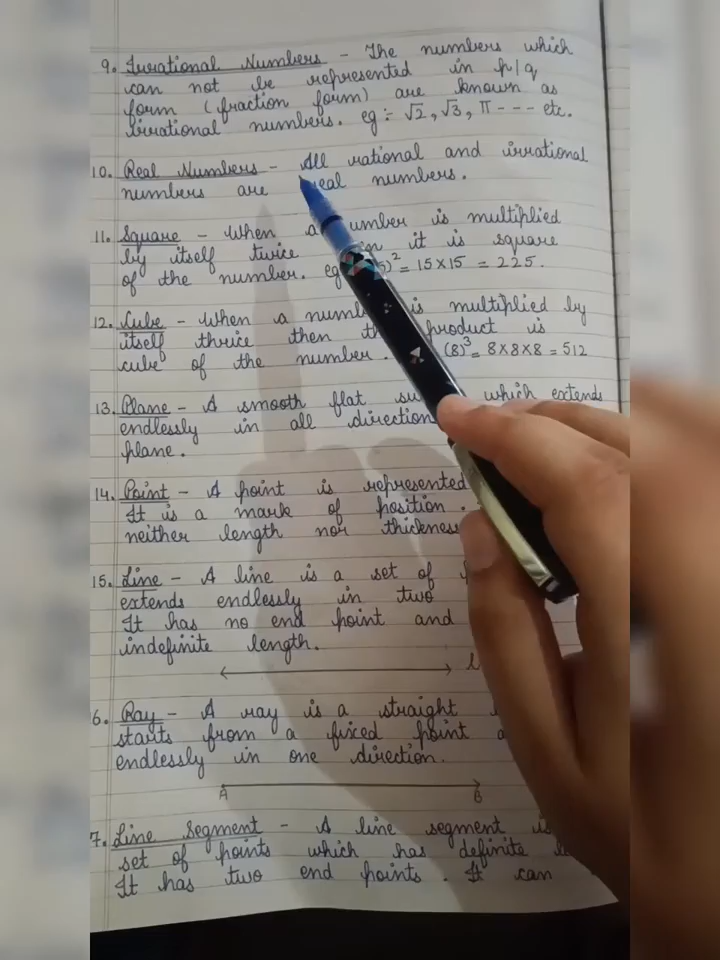 9. Irrational Numbers - The numbers which
can not be represented in p/q
form (fraction form) are known as
irrational numbers. eg:- √2, √3, π --- etc.
10. Real Numbers - All rational and irrational
numbers are real numbers.
11. Square - When a number is multiplied
by itself twice it is square
of the number. eg )² = 15×15 = 225.
12. Cube - When a is multiplied by
itself thrice then product is
cube of the number. (8)³ = 8×8×8 = 512
13. Plane - A smooth flat which extends
endlessly in all direction
plane.
14. Point - A point is represented
It is a mark of position.
neither length nor thickness
15. Line - A line is a set of
extends endlessly in two
It has no end point and
indefinite length.
l
6. Ray - A ray is a straight
starts from a fixed point
endlessly in one direction.
A B
7. Line Segment - A line segment is
set of points which has definite
It has two end points. It can